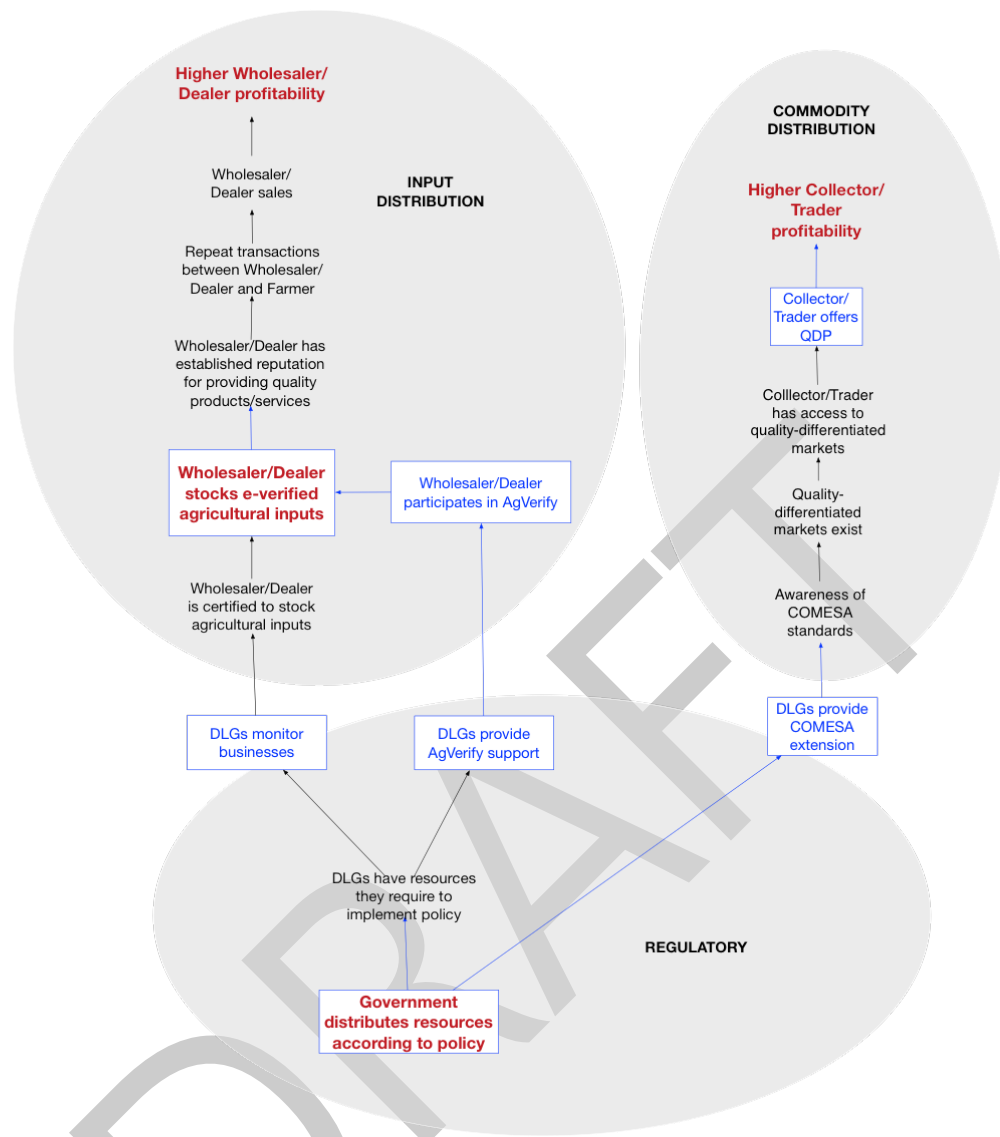 Higher Wholesaler/
Dealer profitability
Wholesaler/
Dealer sales
INPUT
DISTRIBUTION
Repeat transactions
between Wholesaler/
Dealer and Farmer
Wholesaler/Dealer has
established reputation
for providing quality
products/services
Wholesaler/Dealer
stocks e-verified
agricultural inputs
Wholesaler/Dealer
participates in AgVerify
Wholesaler/Dealer
is certified to stock
agricultural inputs
COMMODITY
DISTRIBUTION
Higher Collector/
Trader
profitability
Collector/
Trader offers
QDP
Colllector/Trader
has access to
quality-differentiated
markets
Quality-
differentiated
markets exist
Awareness of
COMESA
standards
DLGs monitor
businesses
DLGs provide
AgVerify support
DLGs provide
COMESA
extension
DLGs have resources
they require to
implement policy
REGULATORY
Government
distributes resources
according to policy
DRAFT